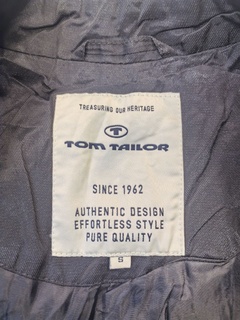 TREASURING OUR HERITAGE
T
TOM TAILOR
SINCE 1962
AUTHENTIC DESIGN
EFFORTLESS STYLE
PURE QUALITY
S